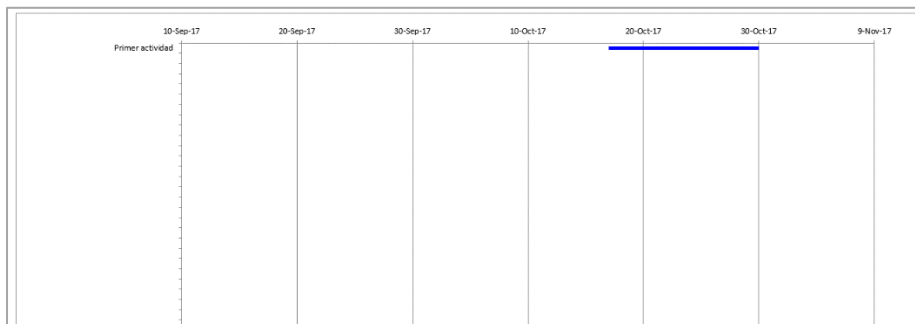 10-Sep-17 20-Sep-17 30-Sep-17 10-Oct-17 20-Oct-17 30-Oct-17 9-Nov-17
Primer actividad